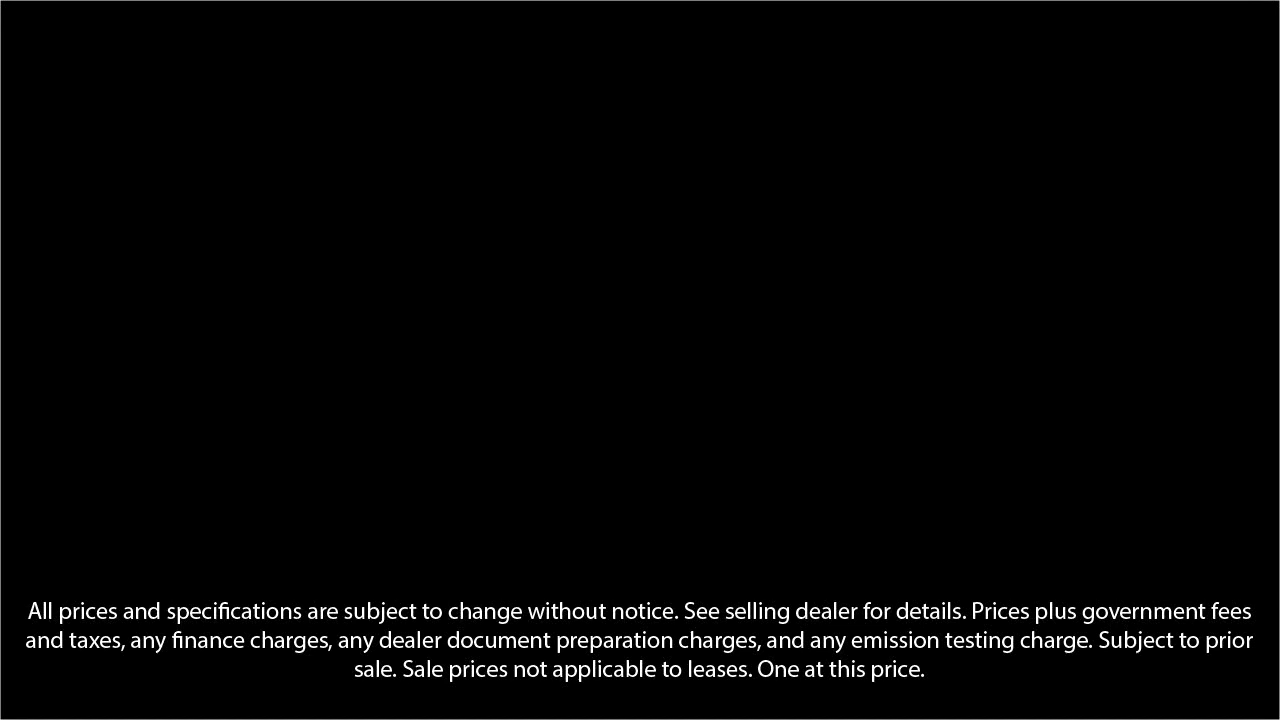 All prices and specifications are subject to change without notice. See selling dealer for details. Prices plus government fees
and taxes, any finance charges, any dealer document preparation charges, and any emission testing charge. Subject to prior
sale. Sale prices not applicable to leases. One at this price.